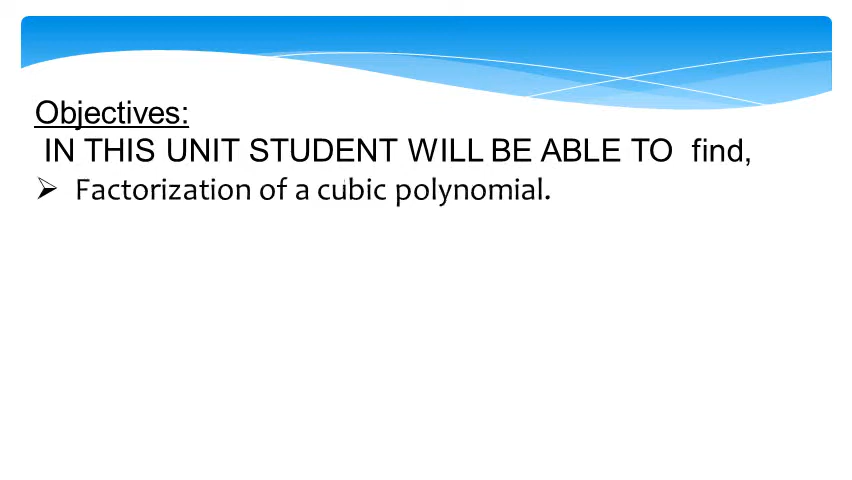 Objectives:
IN THIS UNIT STUDENT WILL BE ABLE TO find,
➢ Factorization of a cubic polynomial.